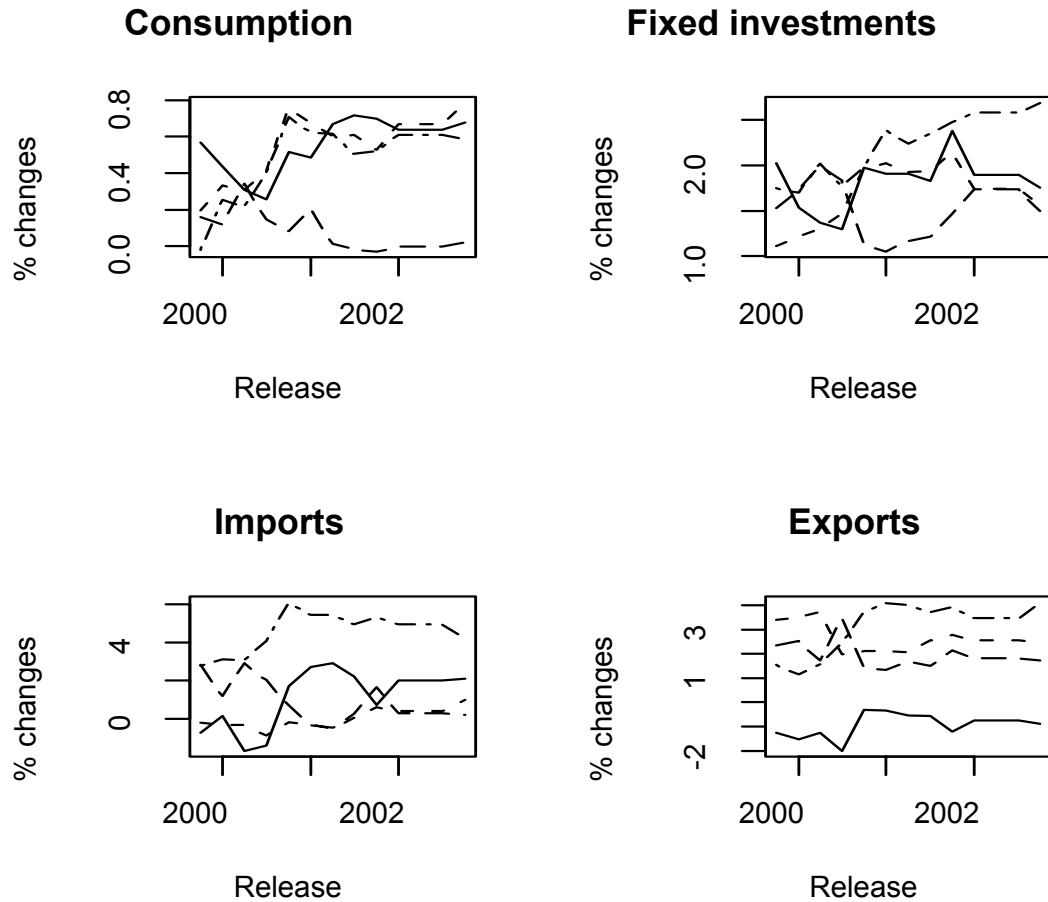 Consumption
% changes
0.0 0.4 0.8
2000 2002
Release
Fixed investments
% changes
1.0 2.0
2000 2002
Release
Imports
% changes
0 4
2000 2002
Release
Exports
% changes
-2 1 3
2000 2002
Release